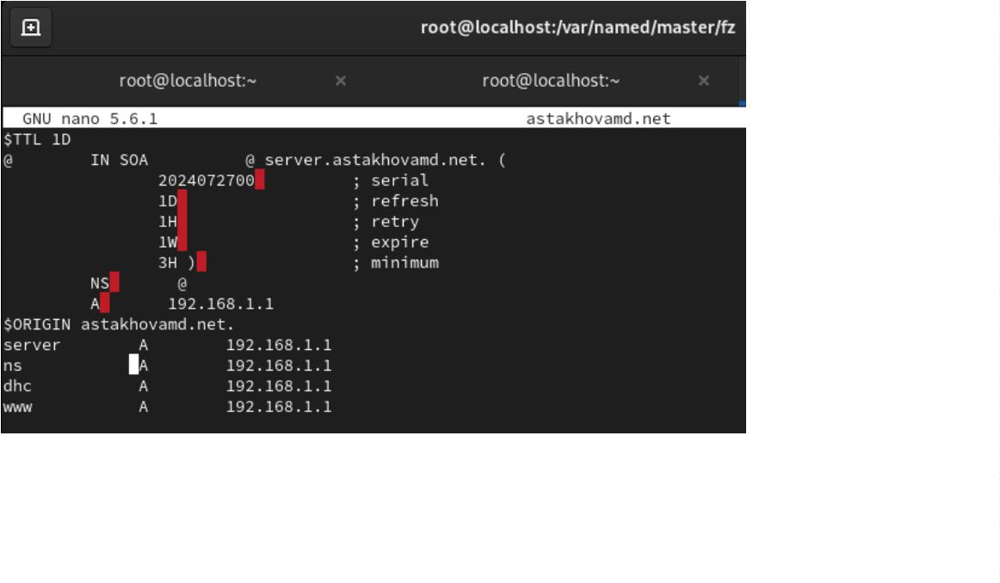 root@localhost:/var/named/master/fz
root@localhost:~ × root@localhost:~ ×
GNU nano 5.6.1 astakhovamd.net
$TTL 1D
@ IN SOA @ server.astakhovamd.net. (
2024072700 ; serial
1D ; refresh
1H ; retry
1W ; expire
3H ) ; minimum
NS @
A 192.168.1.1
$ORIGIN astakhovamd.net.
server A 192.168.1.1
ns A 192.168.1.1
dhc A 192.168.1.1
www A 192.168.1.1